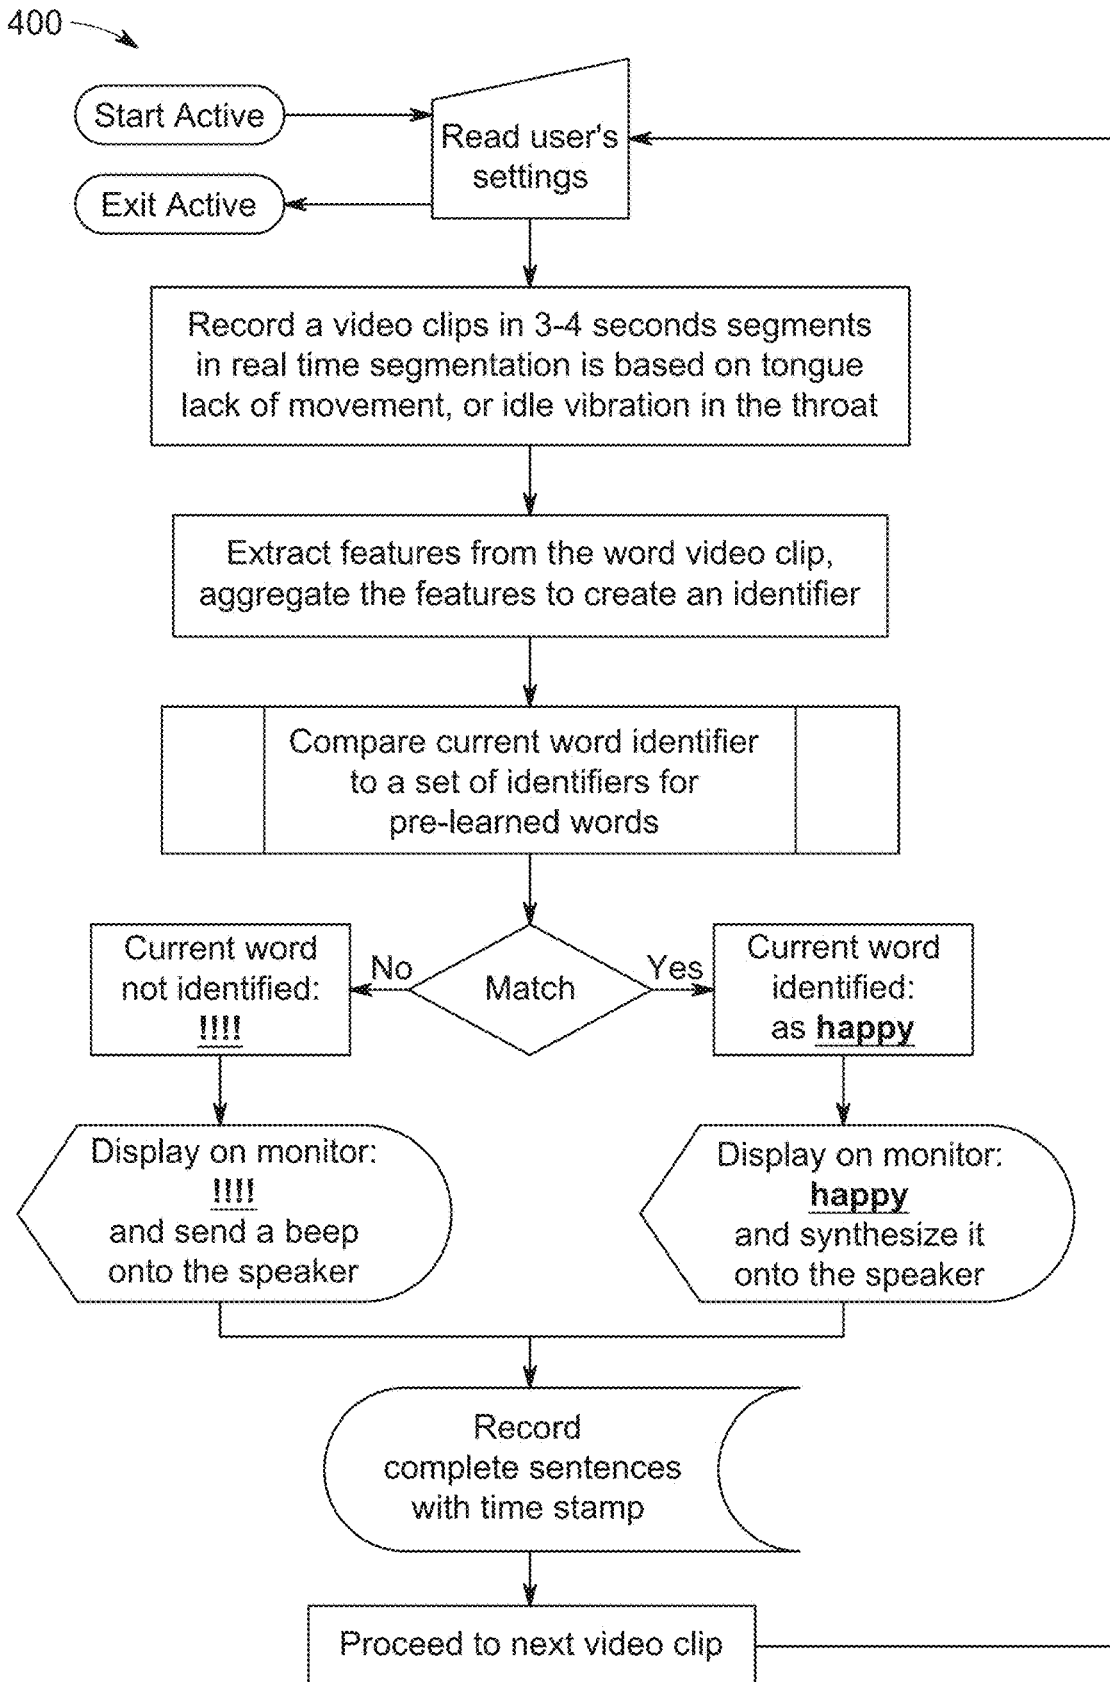 400
Start Active
Read user's
settings
Exit Active
Record a video clips in 3-4 seconds segments
in real time segmentation is based on tongue
lack of movement, or idle vibration in the throat
Extract features from the word video clip,
aggregate the features to create an identifier
Compare current word identifier
to a set of identifiers for
pre-learned words
Match
No
Yes
Current word
not identified:
!!!!
Current word
identified:
as happy
Display on monitor:
!!!!
and send a beep
onto the speaker
Display on monitor:
happy
and synthesize it
onto the speaker
Record
complete sentences
with time stamp
Proceed to next video clip